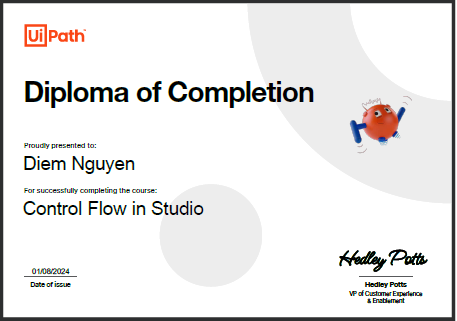 UiPath
Diploma of Completion
Proudly presented to:
Diem Nguyen
For successfully completing the course:
Control Flow in Studio
Hedley Potts
01/08/2024
Date of issue
Hedley Potts
VP of Customer Experience
& Enablement